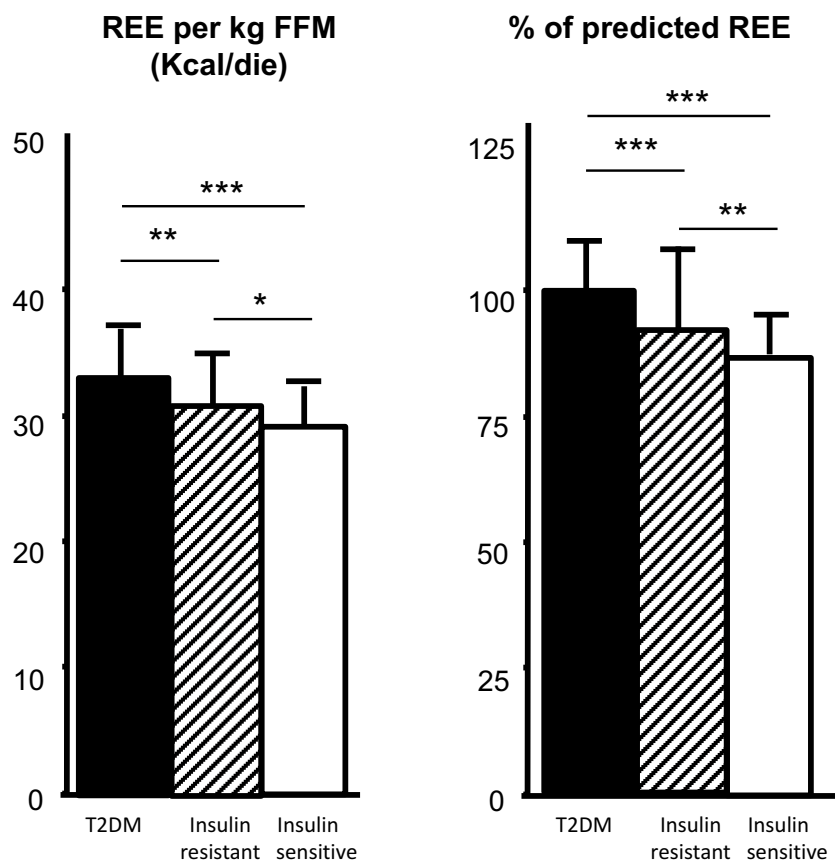 REE per kg FFM
(Kcal/die)
50
40
30
20
10
0
***
**
*
T2DM
Insulin
resistant
Insulin
sensitive
% of predicted REE
125
100
75
50
25
0
***
***
**
T2DM
Insulin
resistant
Insulin
sensitive